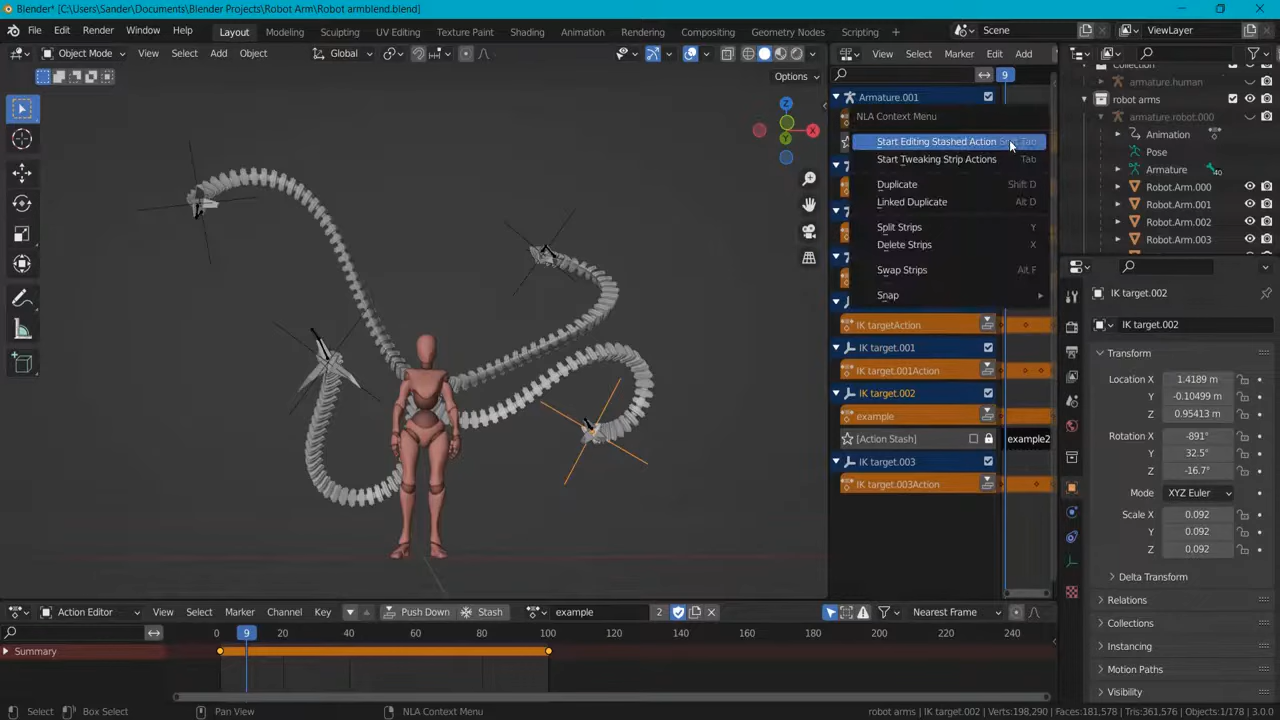 Blender* [C:\Users\Sander\Documents\Blender Projects\Robot Arm\Robot armblend.blend]
File Edit Render Window Help Layout Modeling Sculpting UV Editing Texture Paint Shading Animation Rendering Compositing Geometry Nodes Scripting + Scene ViewLayer
Object Mode View Select Add Object Global View Select Marker Edit Add
Options
9
Collection
armature.human
robot arms
armature.robot.000
Animation
Pose
Armature 40
Robot.Arm.000
Robot.Arm.001
Robot.Arm.002
Robot.Arm.003
Armature.001
NLA Context Menu
Start Editing Stashed Action
Start Tweaking Strip Actions Tab
Duplicate Shift D
Linked Duplicate Alt D
Split Strips Y
Delete Strips X
Swap Strips Alt F
Snap
IK targetAction
IK target.001
IK target.001Action
IK target.002
example
[Action Stash] example2
IK target.003
IK target.003Action
Z
X
IK target.002
IK target.002
Transform
Location X 1.4189 m
Y -0.10499 m
Z 0.95413 m
Rotation X -891°
Y 32.5°
Z -16.7°
Mode XYZ Euler
Scale X 0.092
Y 0.092
Z 0.092
Delta Transform
Relations
Collections
Instancing
Motion Paths
Visibility
Action Editor View Select Marker Channel Key Push Down Stash example 2 Nearest Frame
0 9 20 40 60 80 100 120 140 160 180 200 220 240
Summary
Select Box Select Pan View NLA Context Menu robot arms | IK target.002 | Verts:198,290 | Faces:181,578 | Tris:361,576 | Objects:1/178 | 3.0.0